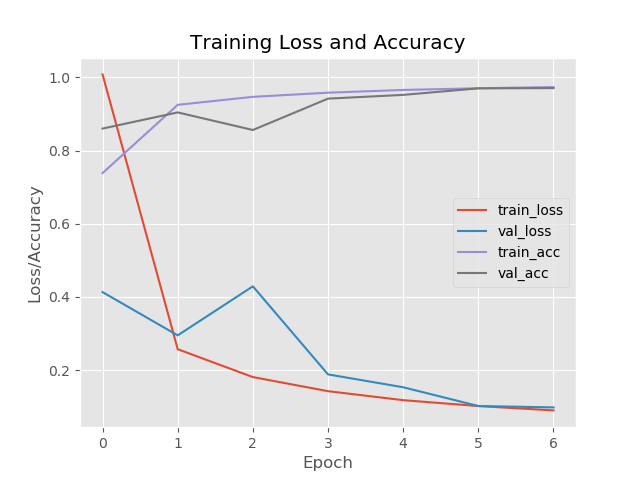 Training Loss and Accuracy
Loss/Accuracy
1.0
0.8
0.6
0.4
0.2
train_loss
val_loss
train_acc
val_acc
0 1 2 3 4 5 6
Epoch